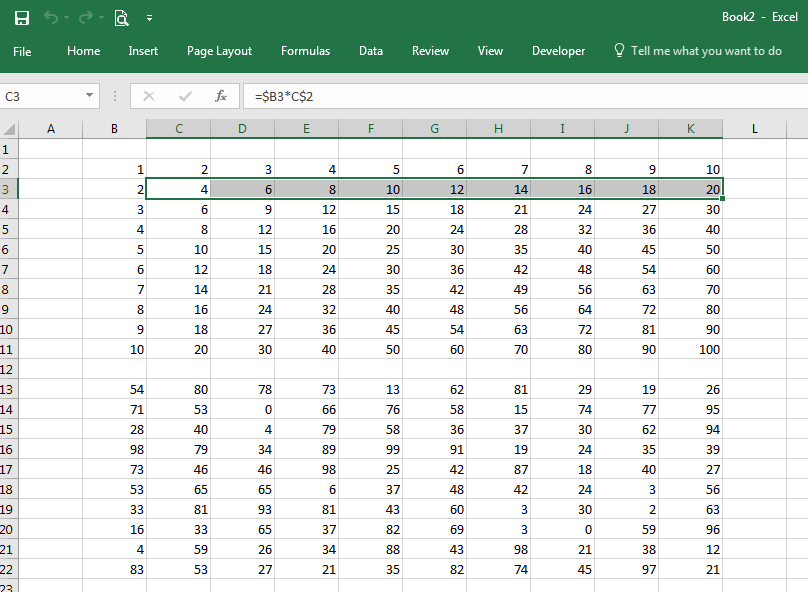 Book2 - Excel
File Home Insert Page Layout Formulas Data Review View Developer Tell me what you want to do
C3 fx =$B3*C$2
A B C D E F G H I J K L
1
2 1 2 3 4 5 6 7 8 9 10
3 2 4 6 8 10 12 14 16 18 20
4 3 6 9 12 15 18 21 24 27 30
5 4 8 12 16 20 24 28 32 36 40
6 5 10 15 20 25 30 35 40 45 50
7 6 12 18 24 30 36 42 48 54 60
8 7 14 21 28 35 42 49 56 63 70
9 8 16 24 32 40 48 56 64 72 80
10 9 18 27 36 45 54 63 72 81 90
11 10 20 30 40 50 60 70 80 90 100
12
13 54 80 78 73 13 62 81 29 19 26
14 71 53 0 66 76 58 15 74 77 95
15 28 40 4 79 58 36 37 30 62 94
16 98 79 34 89 99 91 19 24 35 39
17 73 46 46 98 25 42 87 18 40 27
18 53 65 65 6 37 48 42 24 3 56
19 33 81 93 81 43 60 3 30 2 63
20 16 33 65 37 82 69 3 0 59 96
21 4 59 26 34 88 43 98 21 38 12
22 83 53 27 21 35 82 74 45 97 21
23